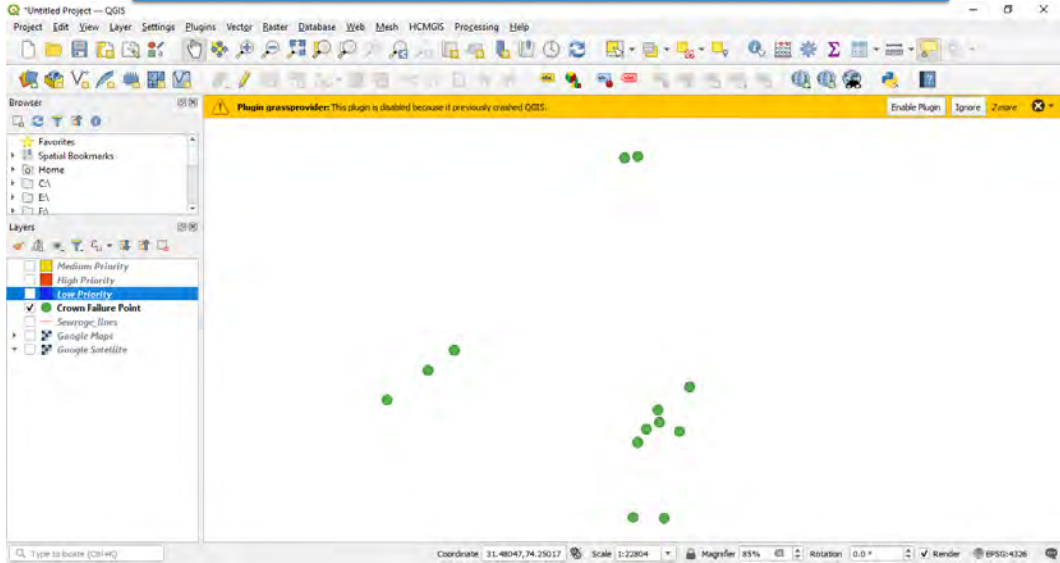 *Untitled Project — QGIS
Project Edit View Layer Settings Plugins Vector Raster Database Web Mesh HCMGIS Processing Help
Browser
Plugin grassprovider: This plugin is disabled because it previously crashed QGIS.
Enable Plugin Ignore 2 more
Favorites
Spatial Bookmarks
Home
C:\
E:\
F:\
Layers
Medium Priority
High Priority
Low Priority
Crown Failure Point
Sewrage_lines
Google Maps
Google Satellite
Type to locate (Ctrl+K)
Coordinate 31.48047,74.25017 Scale 1:22804 Magnifier 85% Rotation 0.0 ° Render EPSG:4326